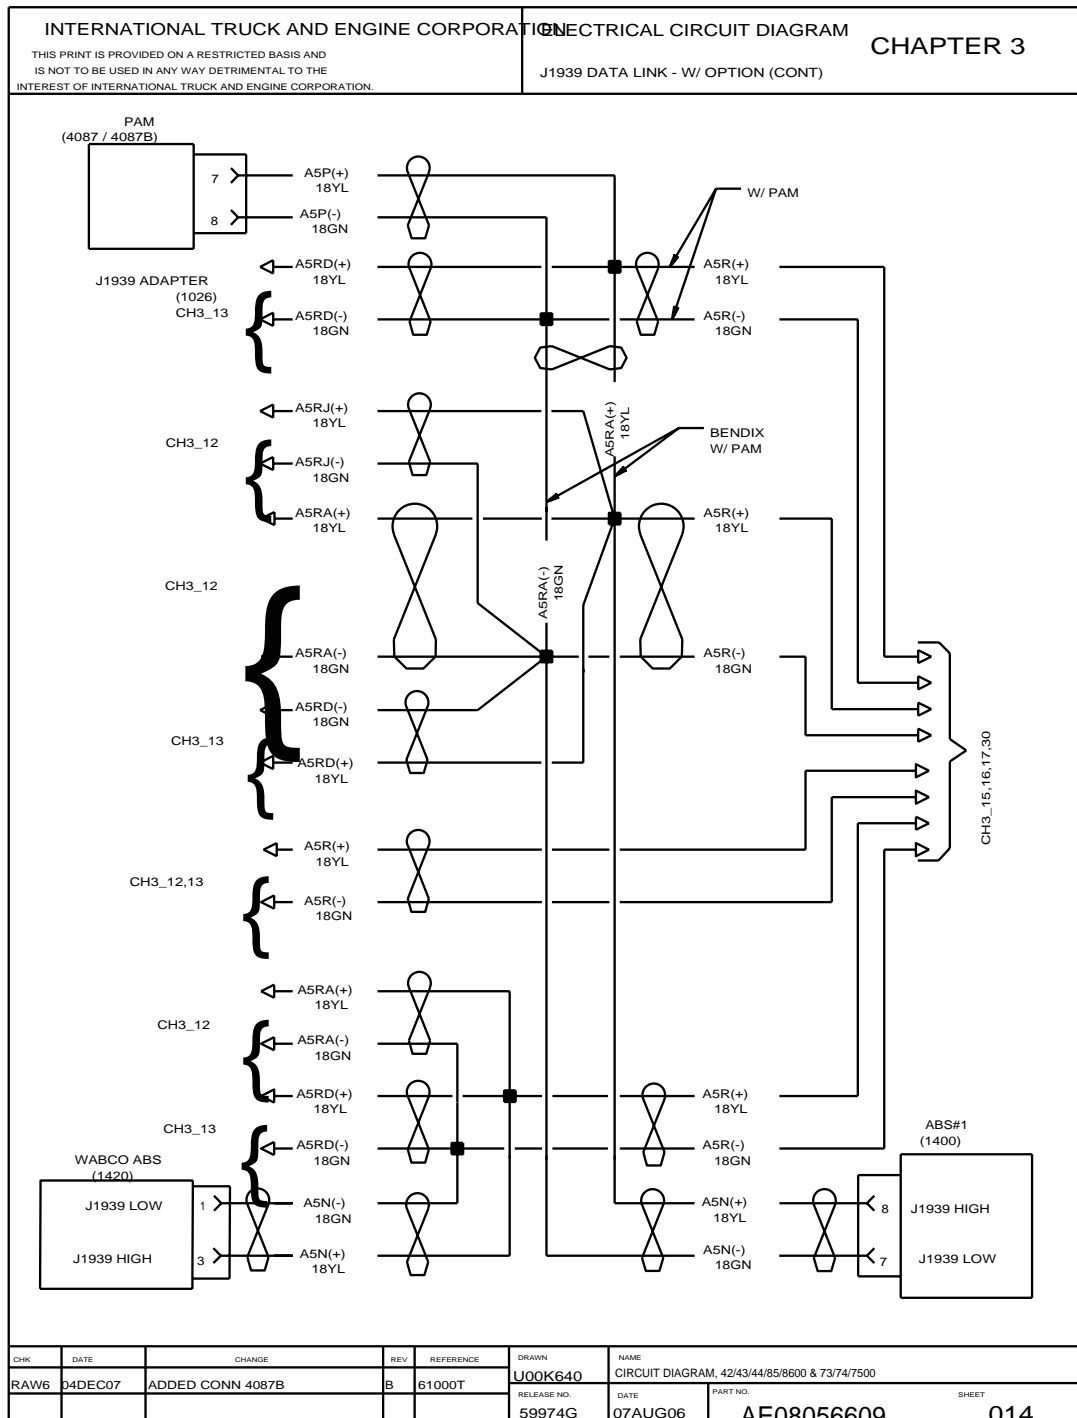 INTERNATIONAL TRUCK AND ENGINE CORPORATION
THIS PRINT IS PROVIDED ON A RESTRICTED BASIS AND
IS NOT TO BE USED IN ANY WAY DETRIMENTAL TO THE
INTEREST OF INTERNATIONAL TRUCK AND ENGINE CORPORATION.
ELECTRICAL CIRCUIT DIAGRAM
J1939 DATA LINK - W/ OPTION (CONT)
CHAPTER 3
PAM
(4087 / 4087B)
7
A5P(+)
18YL
8
A5P(-)
18GN
W/ PAM
J1939 ADAPTER
(1026)
CH3_13
A5RD(+)
18YL
A5R(+)
18YL
A5RD(-)
18GN
A5R(-)
18GN
CH3_12
A5RJ(+)
18YL
A5RA(+)
18YL
BENDIX
W/ PAM
A5RJ(-)
18GN
A5RA(+)
18YL
A5R(+)
18YL
CH3_12
A5RA(-)
18GN
A5RA(-)
18GN
A5R(-)
18GN
A5RD(-)
18GN
CH3_13
A5RD(+)
18YL
CH3_15,16,17,30
A5R(+)
18YL
CH3_12,13
A5R(-)
18GN
A5RA(+)
18YL
CH3_12
A5RA(-)
18GN
A5RD(+)
18YL
A5R(+)
18YL
CH3_13
A5RD(-)
18GN
A5R(-)
18GN
ABS#1
(1400)
WABCO ABS
(1420)
J1939 LOW
1
A5N(-)
18GN
A5N(+)
18YL
8
J1939 HIGH
J1939 HIGH
3
A5N(+)
18YL
A5N(-)
18GN
7
J1939 LOW
CHK DATE CHANGE REV REFERENCE
RAW6 04DEC07 ADDED CONN 4087B B 61000T
DRAWN
U00K640
NAME
CIRCUIT DIAGRAM, 42/43/44/85/8600 & 73/74/7500
RELEASE NO.
59974G
DATE
07AUG06
PART NO.
AE08056609
SHEET
014